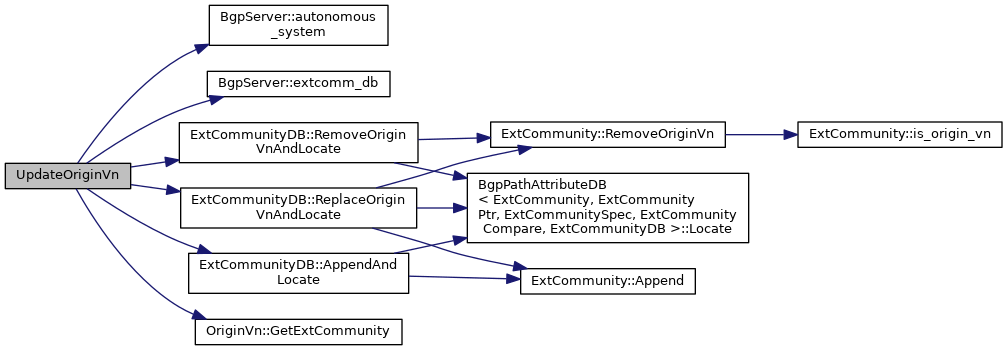 UpdateOriginVn
BgpServer::autonomous
_system
BgpServer::extcomm_db
ExtCommunityDB::RemoveOrigin
VnAndLocate
ExtCommunityDB::ReplaceOrigin
VnAndLocate
ExtCommunityDB::AppendAnd
Locate
OriginVn::GetExtCommunity
ExtCommunity::RemoveOriginVn
BgpPathAttributeDB
< ExtCommunity, ExtCommunity
Ptr, ExtCommunitySpec, ExtCommunity
Compare, ExtCommunityDB >::Locate
ExtCommunity::Append
ExtCommunity::is_origin_vn